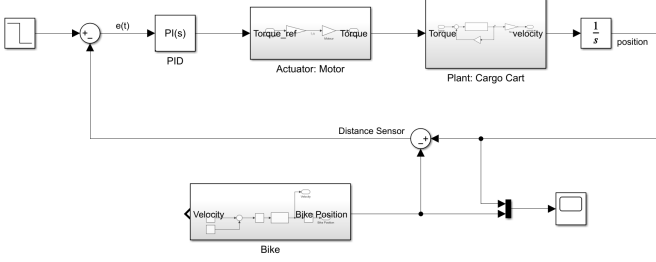 e(t)
PI(s)
PID
Torque_ref
Torque
Actuator: Motor
Torque
velocity
Plant: Cargo Cart
1
s
position
Distance Sensor
Velocity
Bike Position
Bike